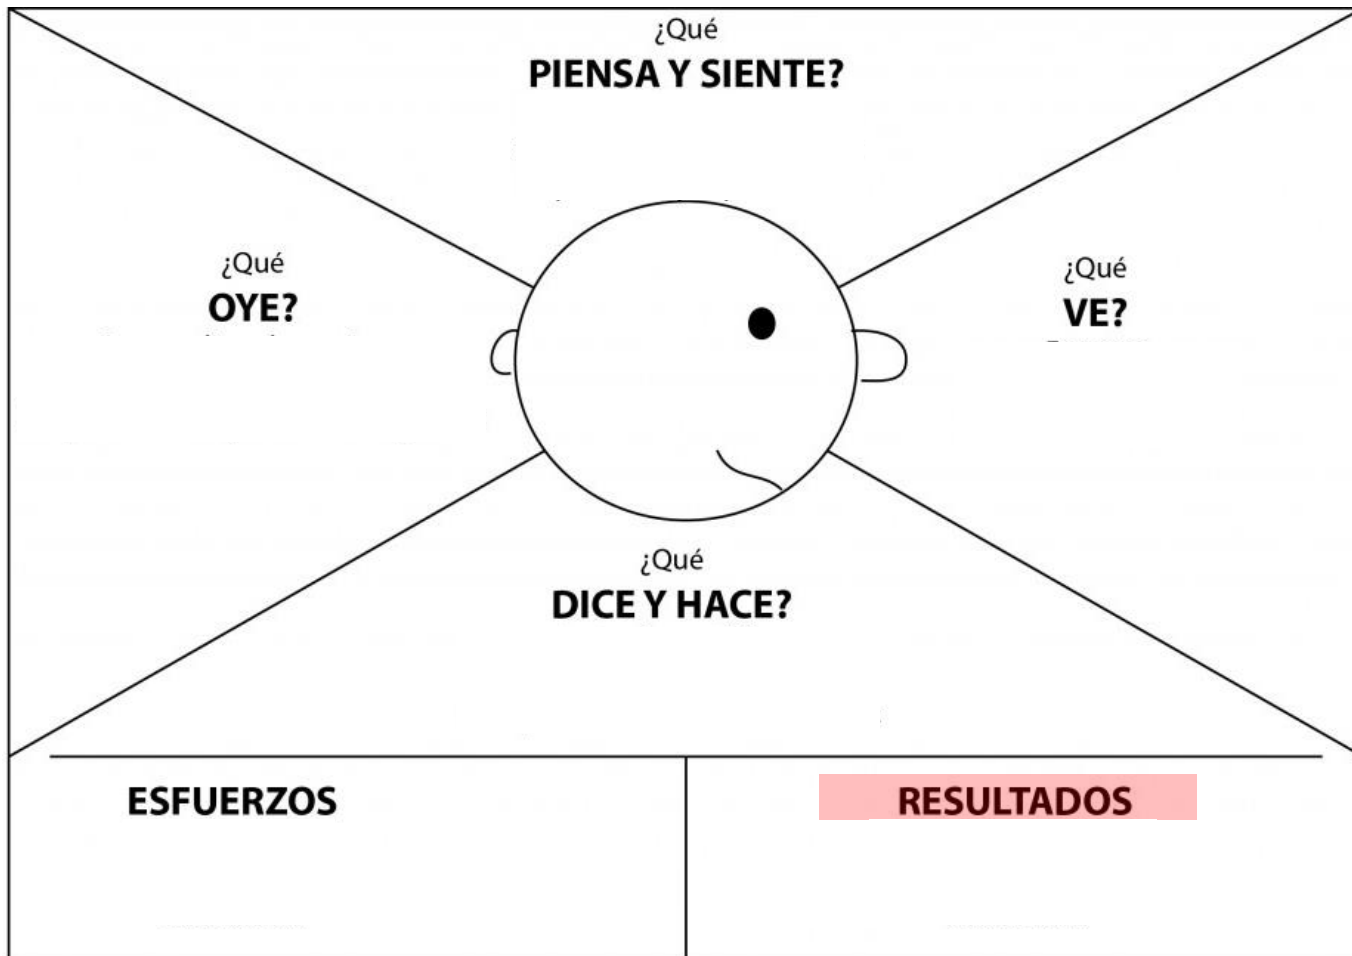 ¿Qué
PIENSA Y SIENTE?
¿Qué
OYE?
¿Qué
VE?
¿Qué
DICE Y HACE?
ESFUERZOS
RESULTADOS